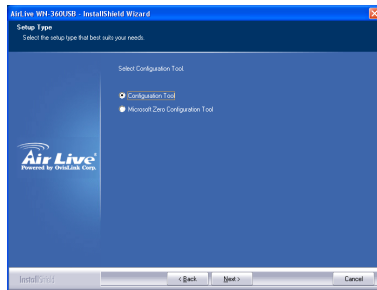 AirLive WN-360USB - InstallShield Wizard
Setup Type
Select the setup type that best suits your needs.
Select Configuration Tool.
Configuration Tool
Microsoft Zero Configuration Tool
Air Live
Powered by OvisLink Corp.
InstallShield
< Back
Next >
Cancel